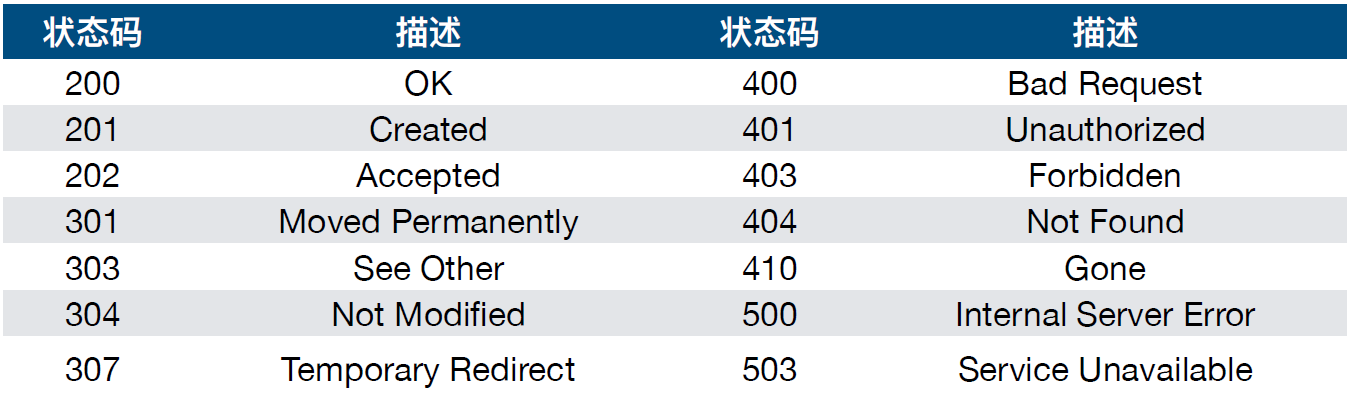 状态码 描述 状态码 描述
200 OK 400 Bad Request
201 Created 401 Unauthorized
202 Accepted 403 Forbidden
301 Moved Permanently 404 Not Found
303 See Other 410 Gone
304 Not Modified 500 Internal Server Error
307 Temporary Redirect 503 Service Unavailable